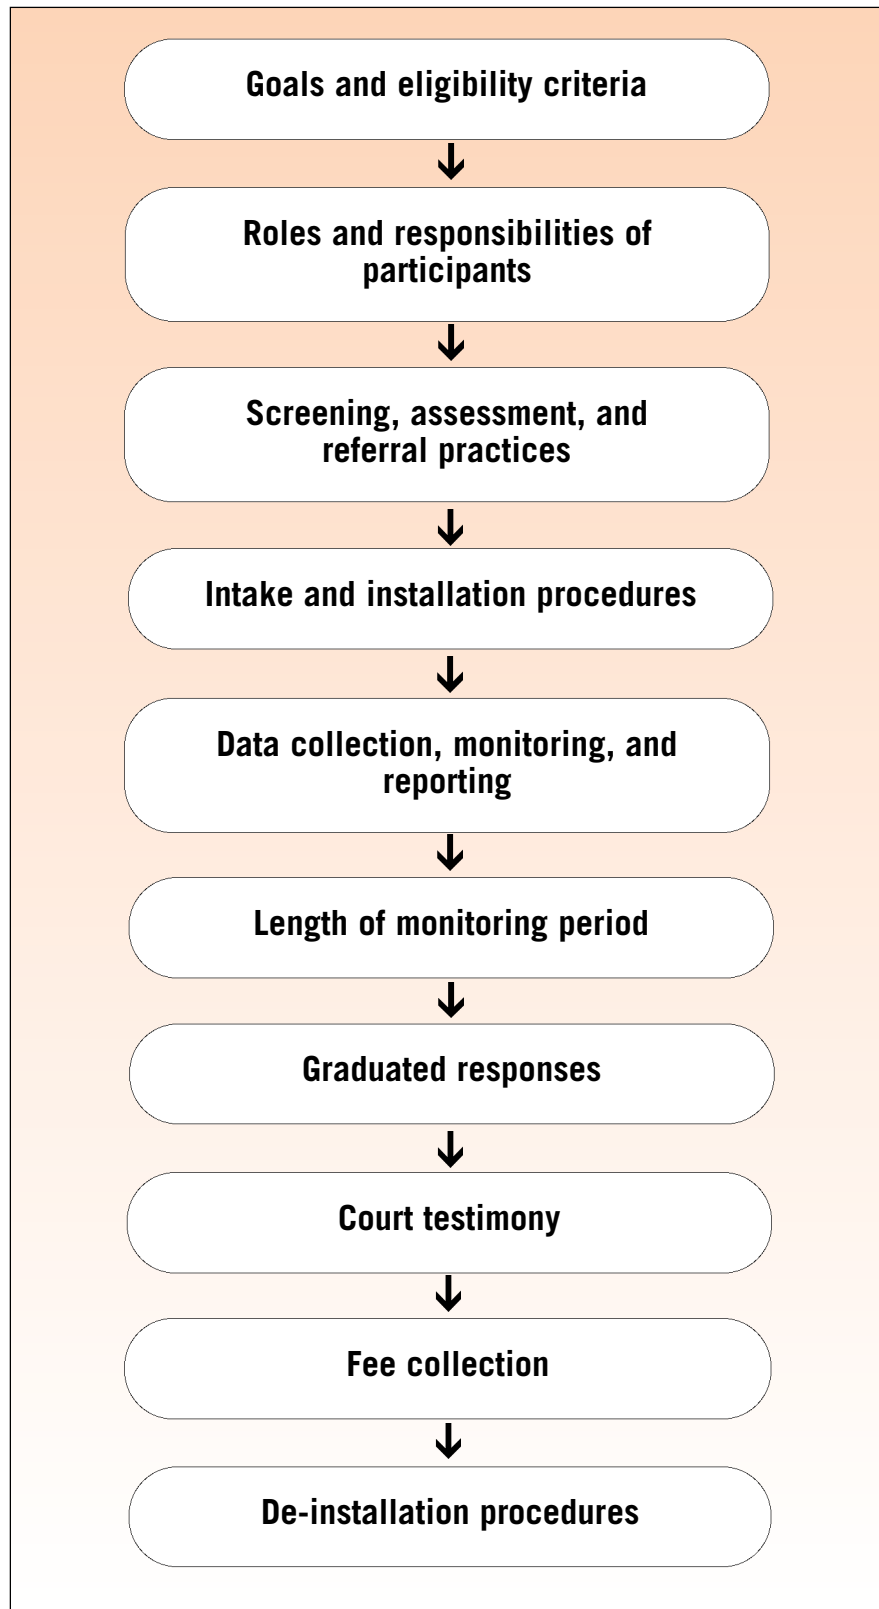 Goals and eligibility criteria
Roles and responsibilities of
participants
Screening, assessment, and
referral practices
Intake and installation procedures
Data collection, monitoring, and
reporting
Length of monitoring period
Graduated responses
Court testimony
Fee collection
De-installation procedures